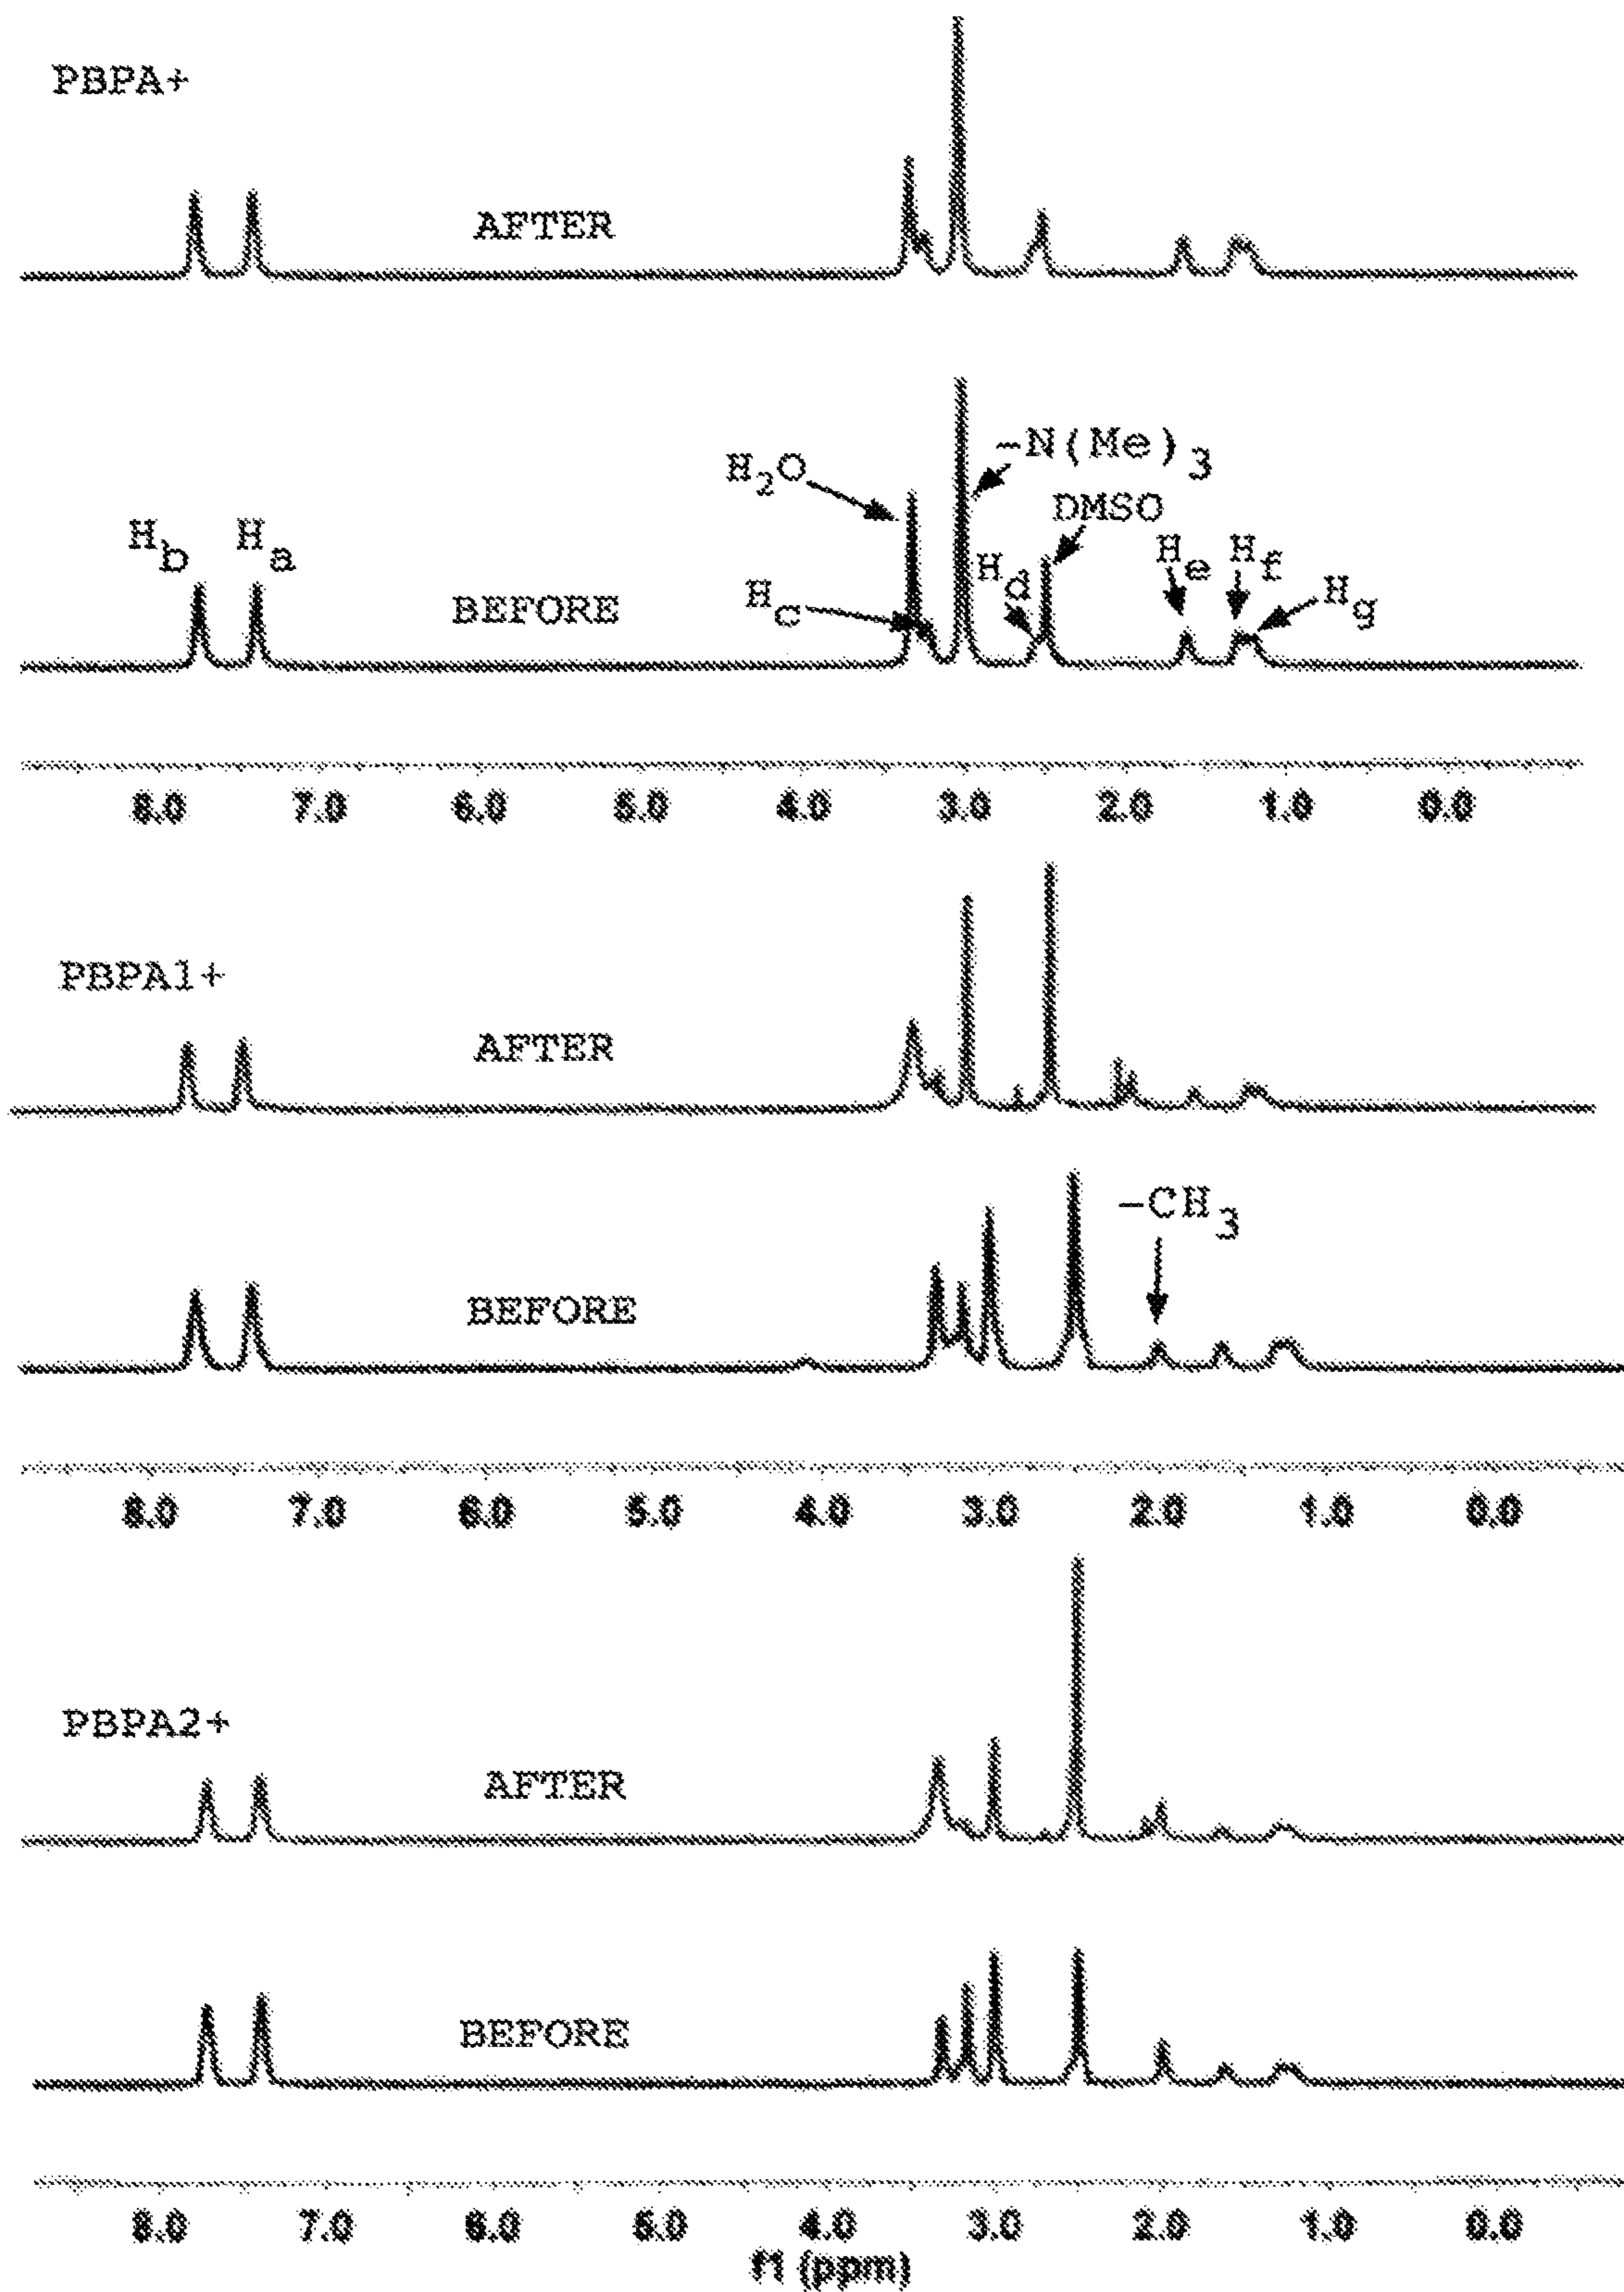 PBPA+
AFTER
H2O
-N(Me)3
DMSO
Hb Ha
BEFORE
Hc
Hd
He Hf Hg
8.0 7.0 6.0 5.0 4.0 3.0 2.0 1.0 0.0
PBPA1+
AFTER
-CH3
BEFORE
8.0 7.0 6.0 5.0 4.0 3.0 2.0 1.0 0.0
PBPA2+
AFTER
BEFORE
8.0 7.0 6.0 5.0 4.0 3.0 2.0 1.0 0.0
f1 (ppm)